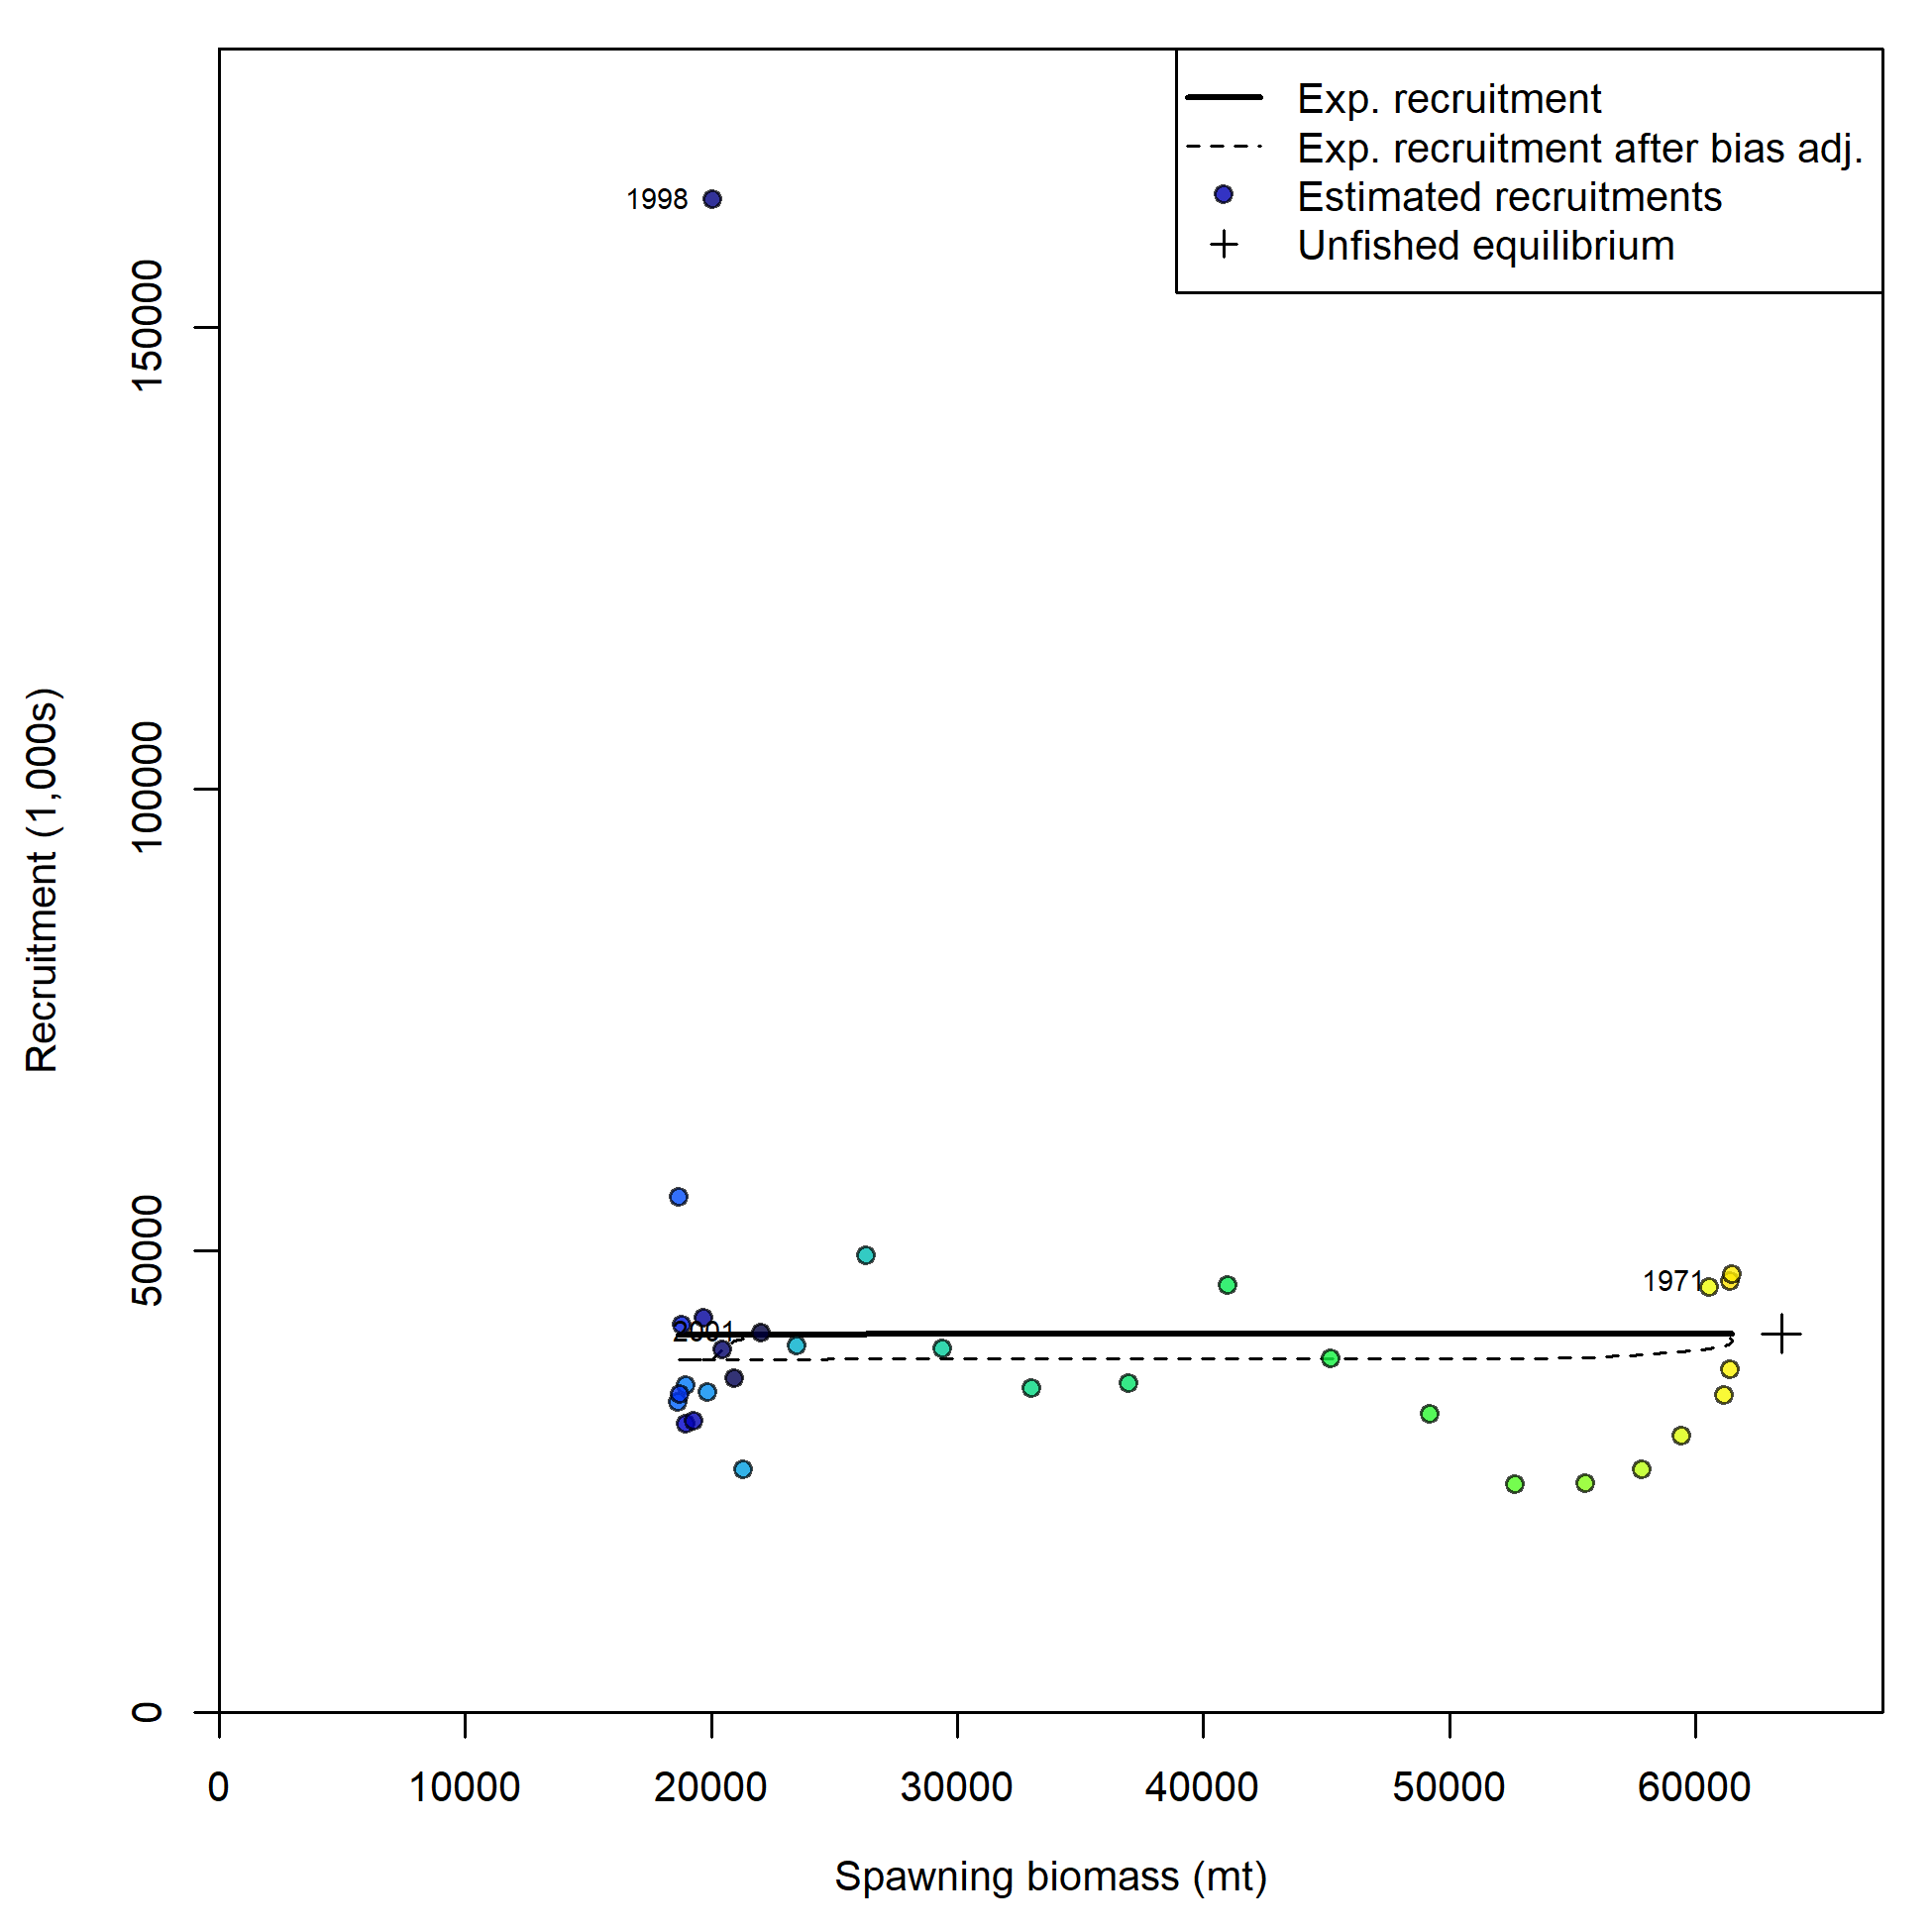 Exp. recruitment
Exp. recruitment after bias adj.
Estimated recruitments
Unfished equilibrium
1998
1971
2001
150000
100000
50000
0
Recruitment (1,000s)
0 10000 20000 30000 40000 50000 60000
Spawning biomass (mt)